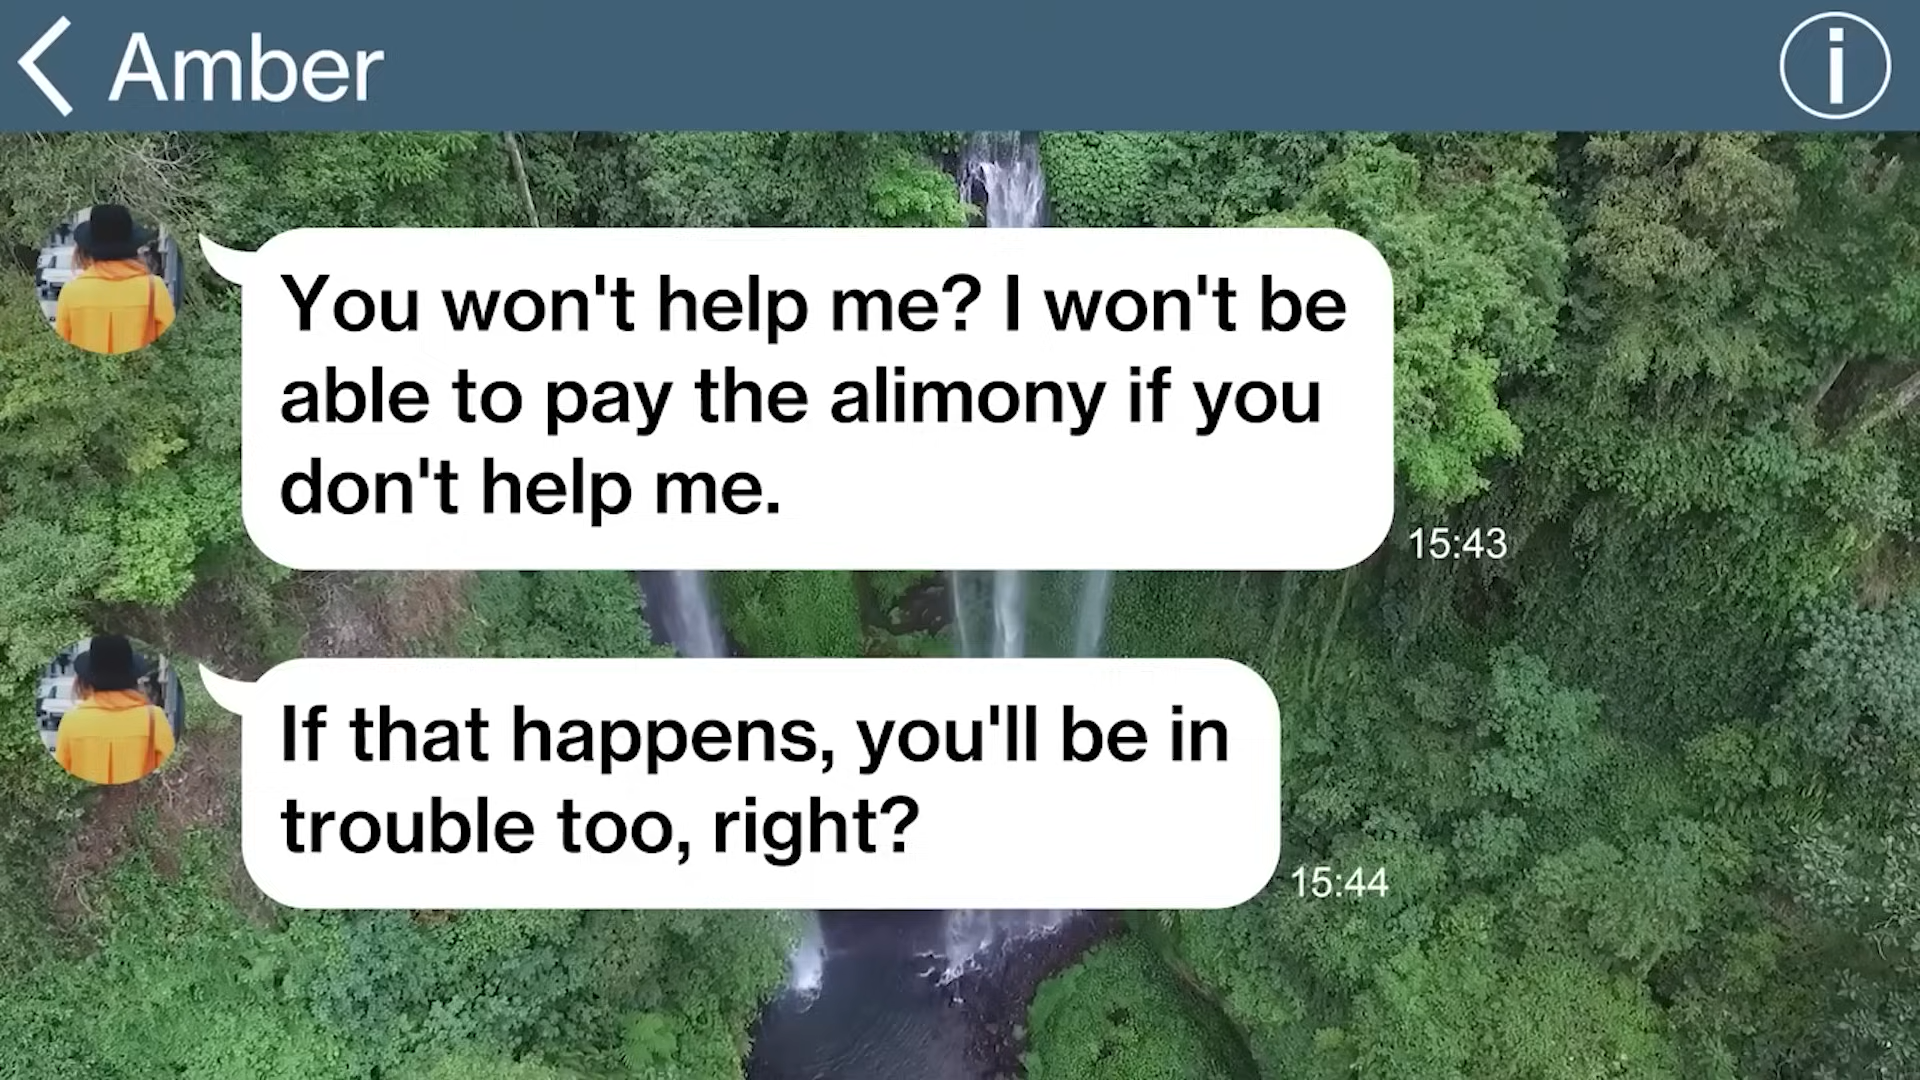 Amber
You won't help me? I won't be
able to pay the alimony if you
don't help me.
15:43
If that happens, you'll be in
trouble too, right?
15:44